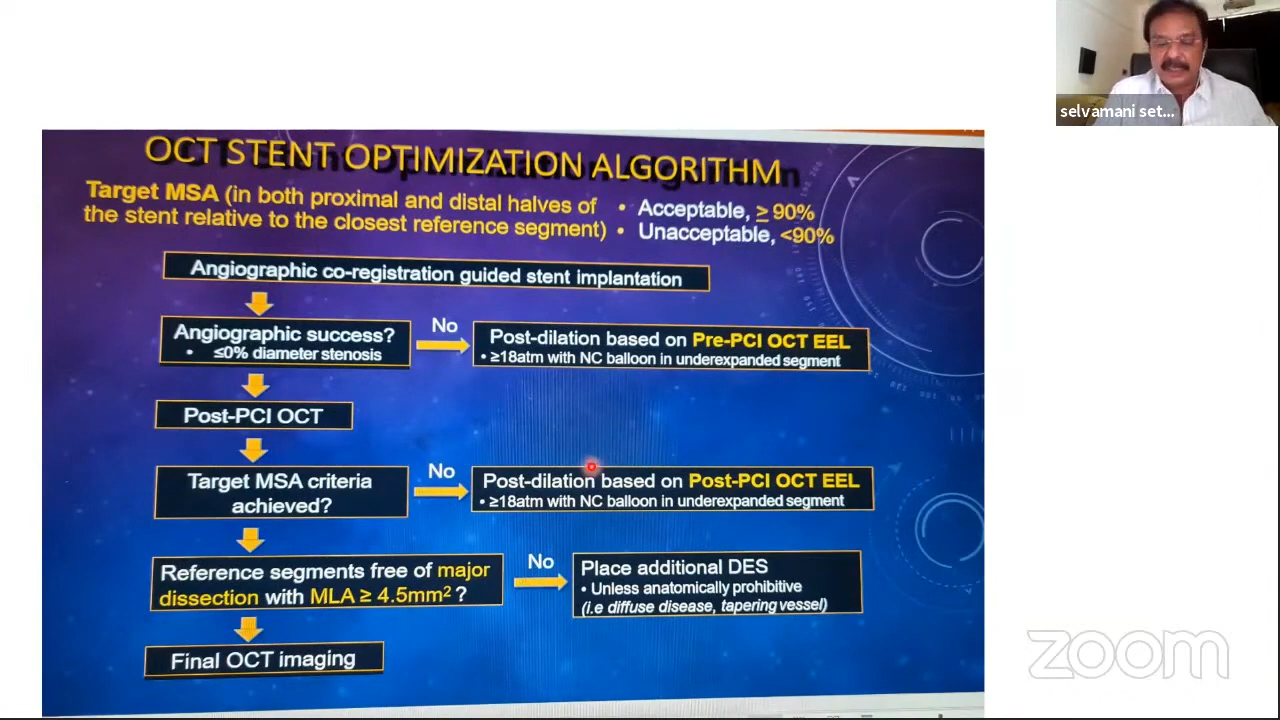 selvamani set...
OCT STENT OPTIMIZATION ALGORITHM
Target MSA (in both proximal and distal halves of
the stent relative to the closest reference segment)
• Acceptable, ≥ 90%
• Unacceptable, <90%
Angiographic co-registration guided stent implantation
Angiographic success?
• ≤0% diameter stenosis
No
Post-dilation based on Pre-PCI OCT EEL
• ≥18atm with NC balloon in underexpanded segment
Post-PCI OCT
Target MSA criteria
achieved?
No
Post-dilation based on Post-PCI OCT EEL
• ≥18atm with NC balloon in underexpanded segment
Reference segments free of major
dissection with MLA ≥ 4.5mm² ?
No
Place additional DES
• Unless anatomically prohibitive
(i.e diffuse disease, tapering vessel)
Final OCT imaging
zoom